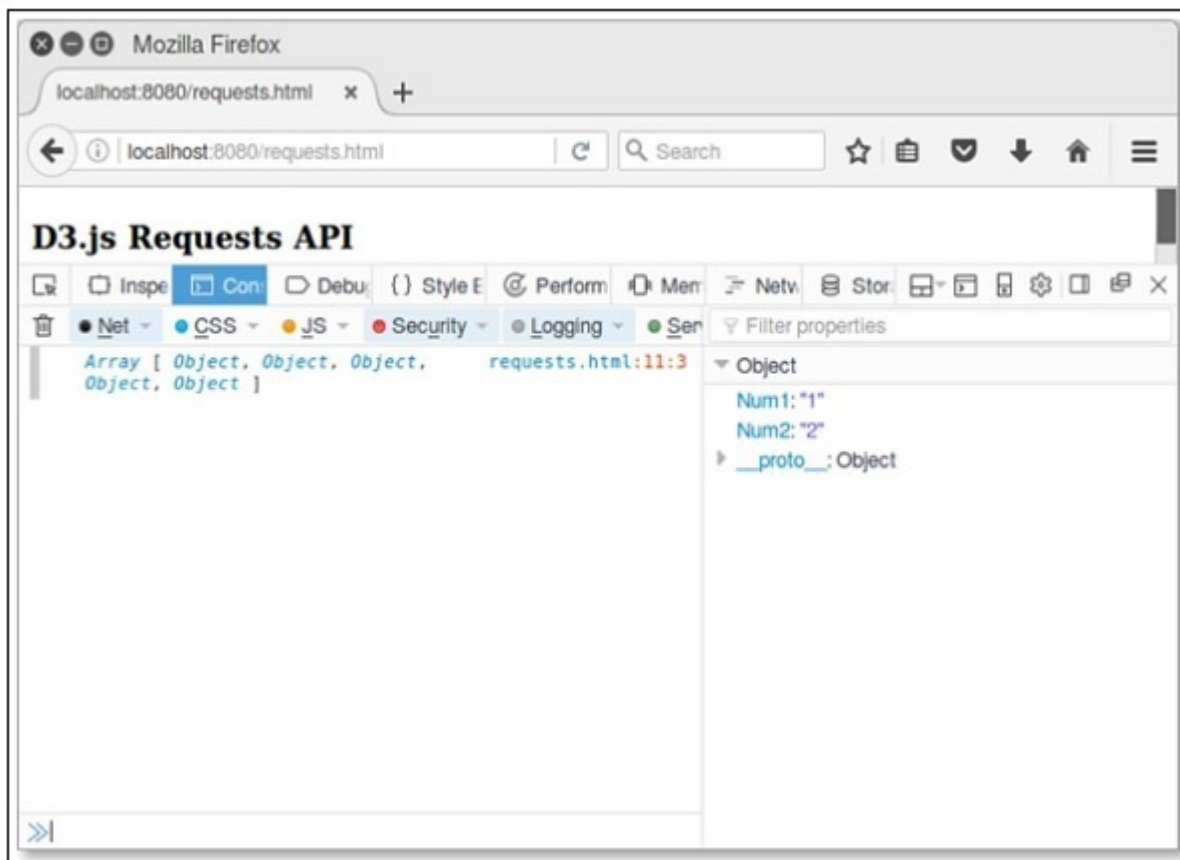 Mozilla Firefox
localhost:8080/requests.html × +
localhost:8080/requests.html Search
D3.js Requests API
Inspe Con Debu { } Style E Perform Mem Netw Stor
Net CSS JS Security Logging Ser Filter properties
Array [ Object, Object, Object, requests.html:11:3
Object, Object ]
Object
Num1: "1"
Num2: "2"
__proto__: Object